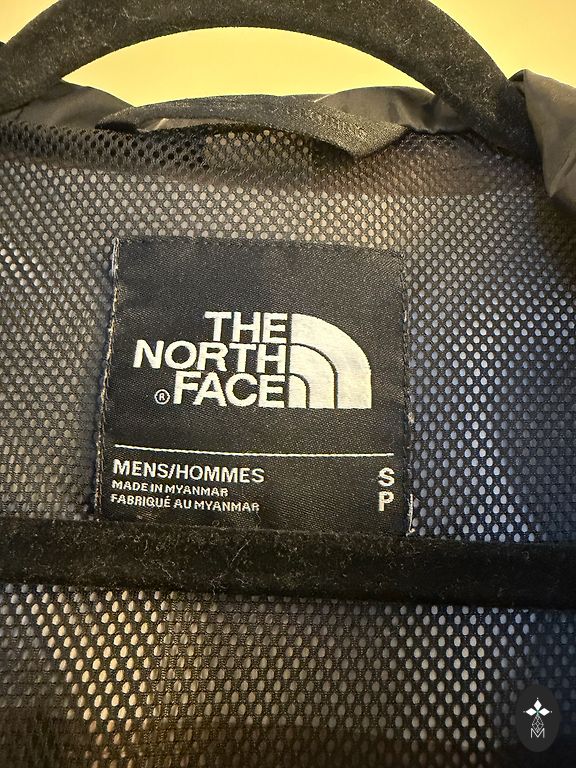 THE
NORTH
® FACE
MENS/HOMMES S
MADE IN MYANMAR
FABRIQUÉ AU MYANMAR P
M